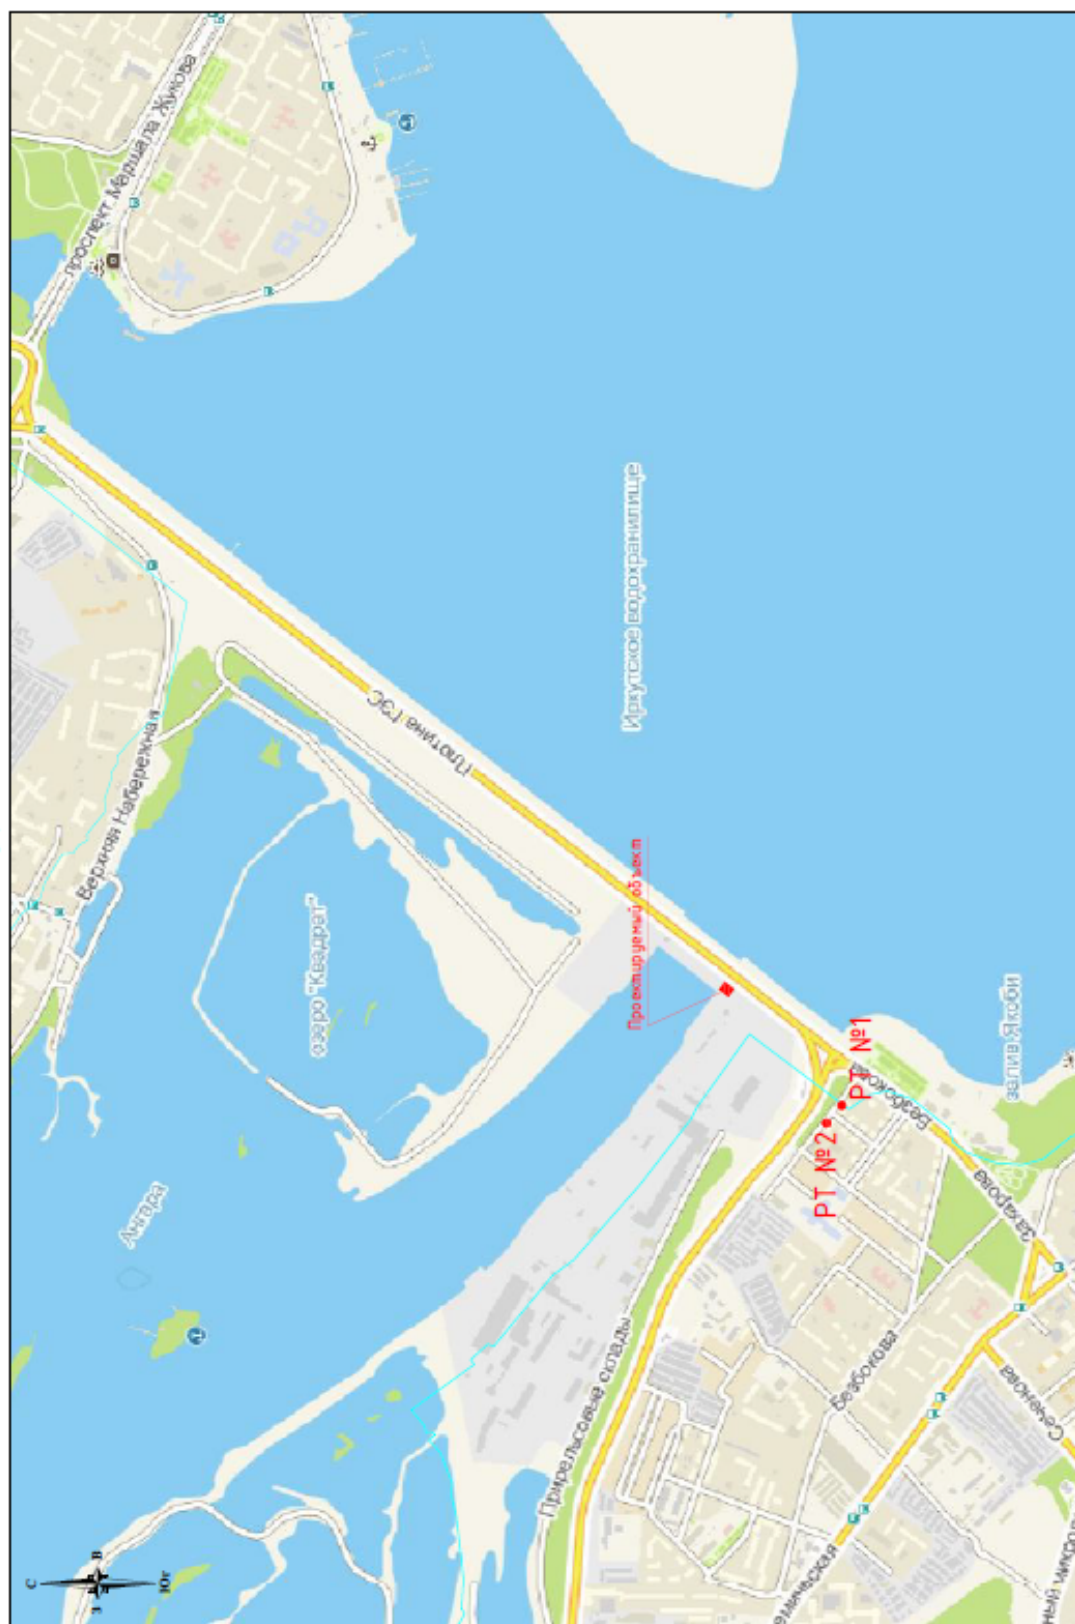 проспект Маршала Жукова
Плотина ГЭС
Иркутское водохранилище
Верхняя Набережная
озеро "Квадрат"
Проектируемый объект
Ангара
залив Якоби
РТ №1
РТ №2
Безбокова
Захарова
Прирельсовые склады
Безбокова
Сеченова
С
В
З
Юг